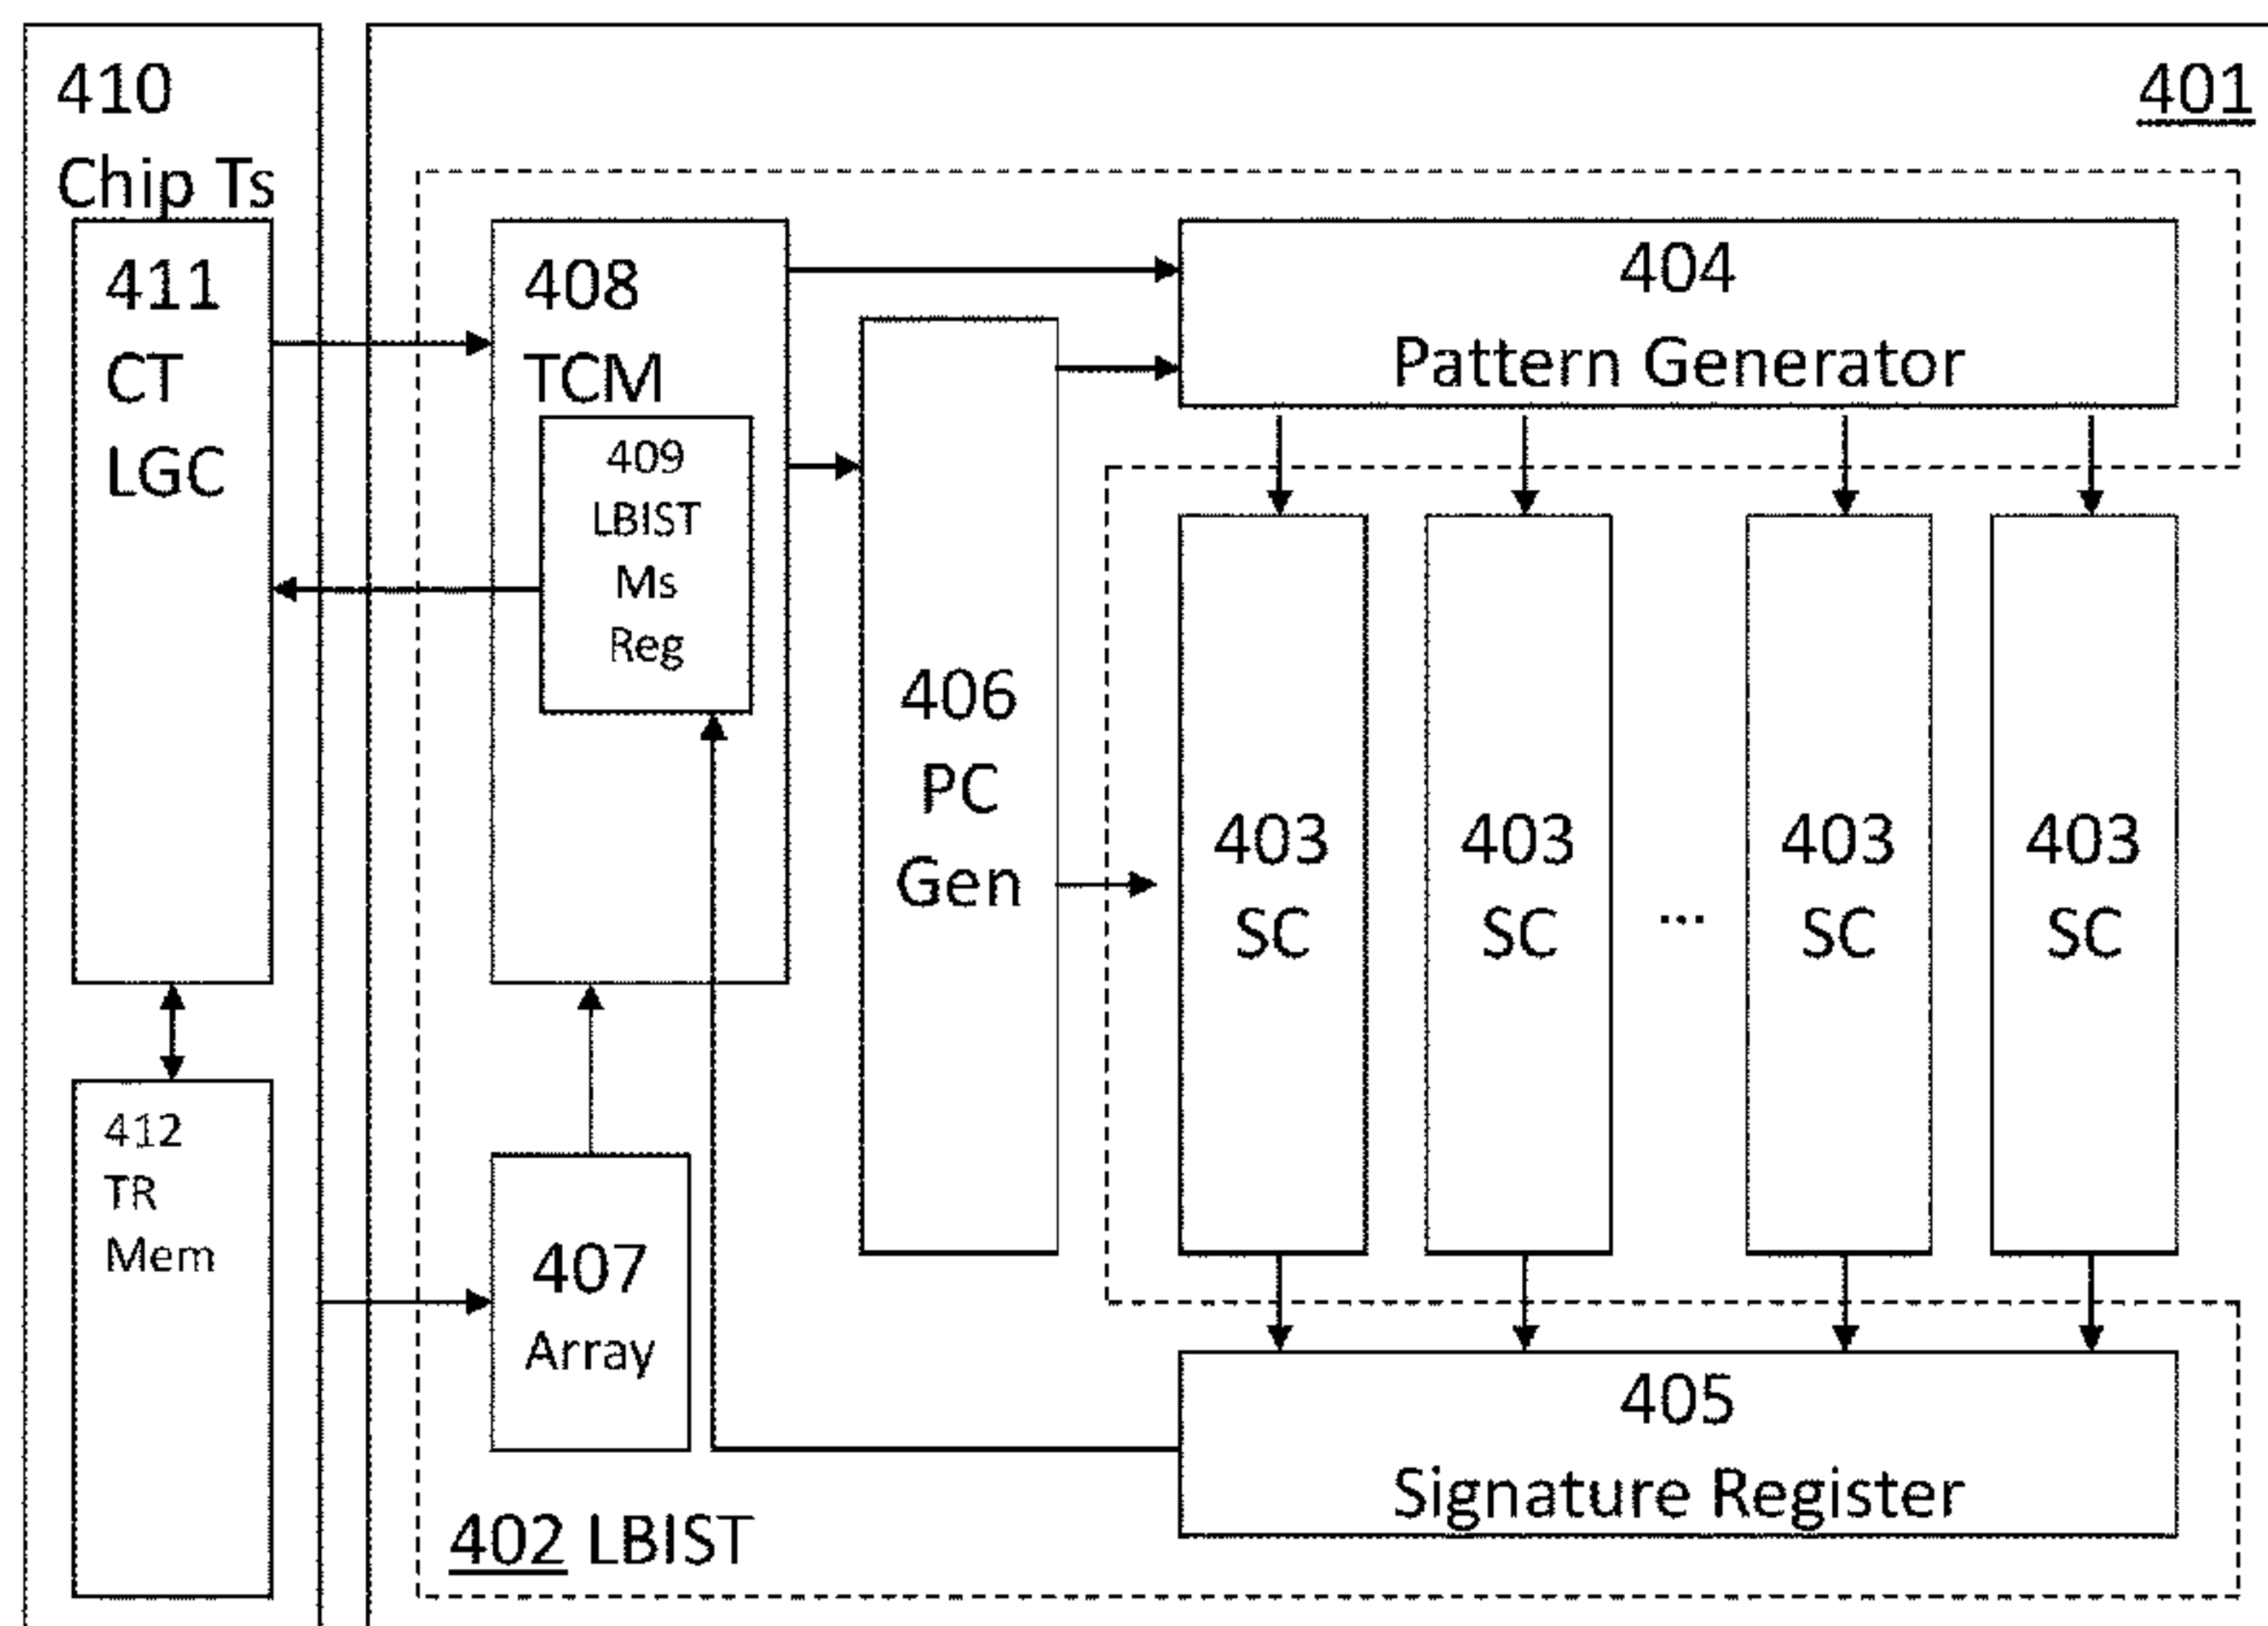 410
Chip Ts
401
411
CT
LGC
408
TCM
409
LBIST
Ms
Reg
404
Pattern Generator
406
PC
Gen
403
SC
403
SC
...
403
SC
403
SC
412
TR
Mem
407
Array
405
Signature Register
402 LBIST